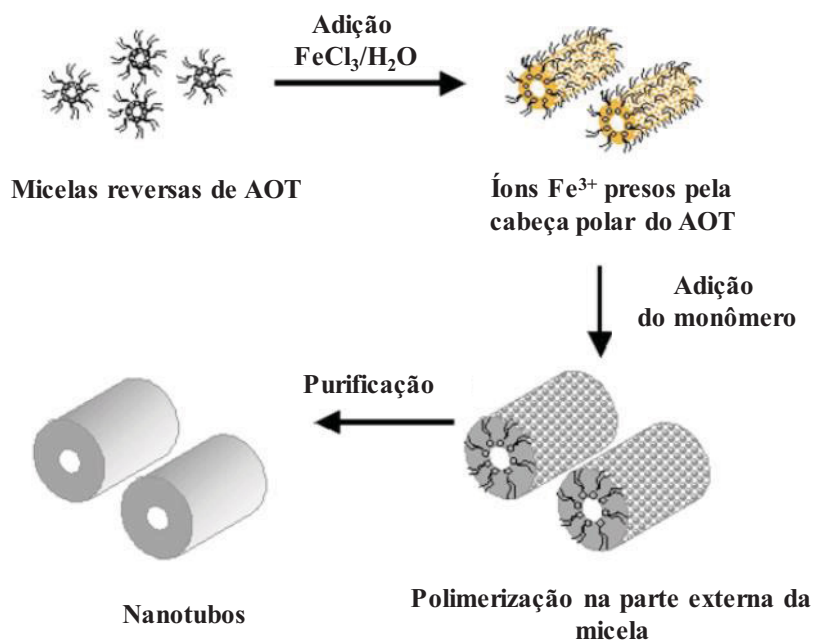 Adição
FeCl₃/H₂O
Micelas reversas de AOT
Íons Fe³⁺ presos pela
cabeça polar do AOT
Adição
do monômero
Purificação
Nanotubos
Polimerização na parte externa da
micela